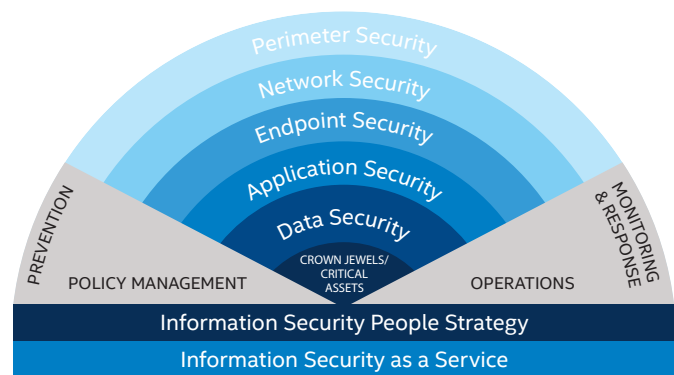 Perimeter Security
Network Security
Endpoint Security
Application Security
Data Security
CROWN JEWELS/
CRITICAL
ASSETS
PREVENTION
POLICY MANAGEMENT
OPERATIONS
MONITORING
& RESPONSE
Information Security People Strategy
Information Security as a Service